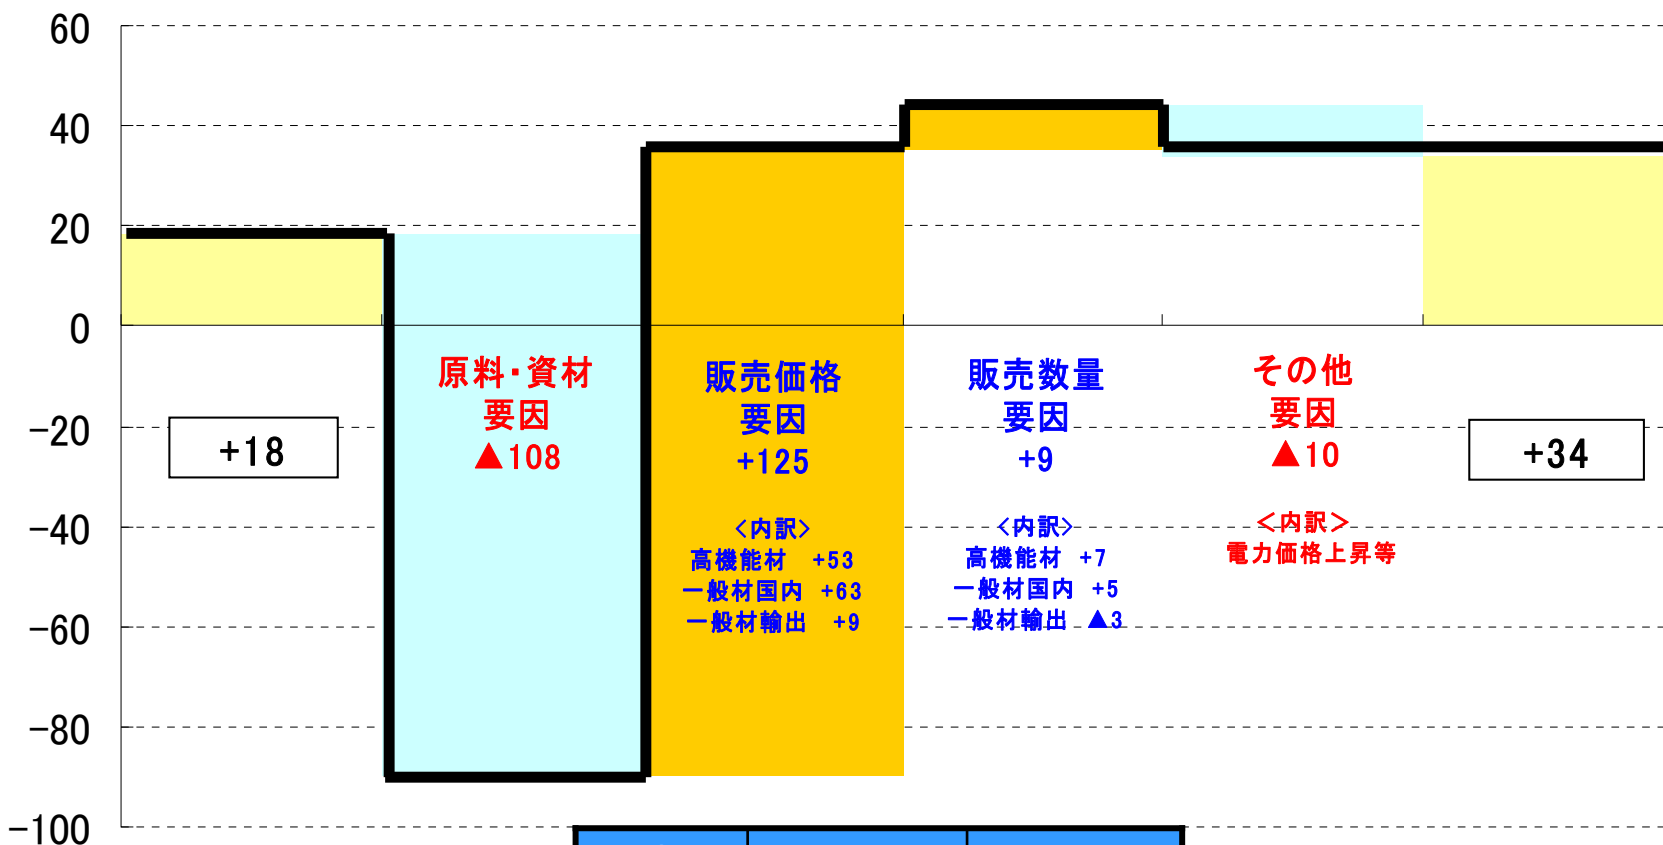 60
40
20
0
-20
-40
-60
-80
-100
+18
原料・資材
要因
▲108
販売価格
要因
+125
<内訳>
高機能材 +53
一般材国内 +63
一般材輸出 +9
販売数量
要因
+9
<内訳>
高機能材 +7
一般材国内 +5
一般材輸出 ▲3
その他
要因
▲10
<内訳>
電力価格上昇等
+34